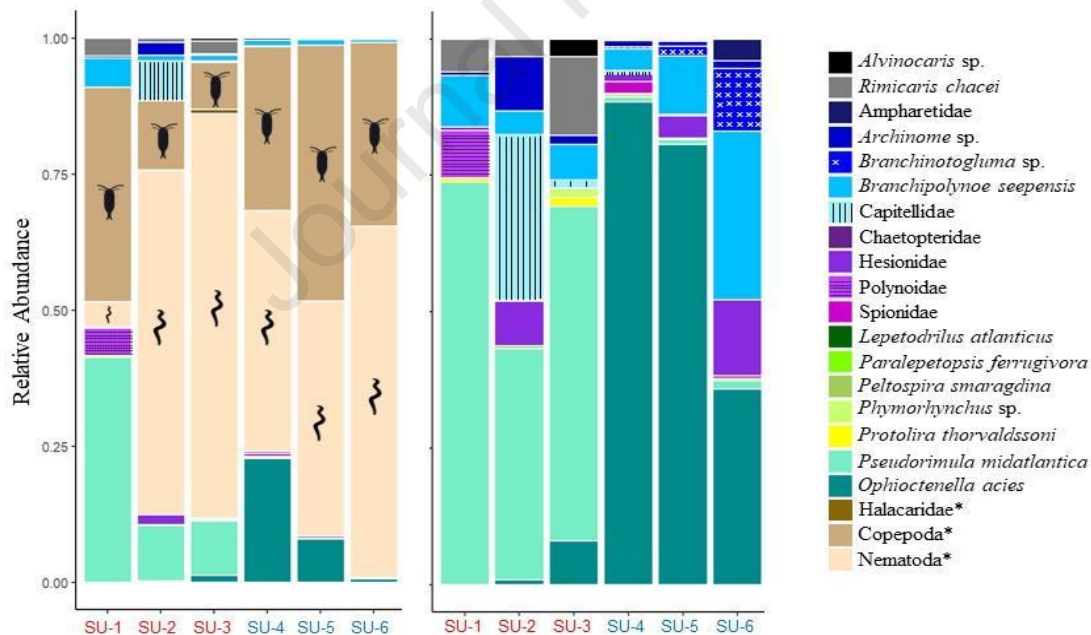 Journal
Relative Abundance
1.00
0.75
0.50
0.25
0.00
SU-1 SU-2 SU-3 SU-4 SU-5 SU-6
SU-1 SU-2 SU-3 SU-4 SU-5 SU-6
Alvinocaris sp.
Rimicaris chacei
Ampharetidae
Archinome sp.
Branchinotogluma sp.
Branchipolynoe seepensis
Capitellidae
Chaetopteridae
Hesionidae
Polynoidae
Spionidae
Lepetodrilus atlanticus
Paralepetopsis ferrugivora
Peltospira smaragdina
Phymorhynchus sp.
Protolira thorvaldssoni
Pseudorimula midatlantica
Ophioctenella acies
Halacaridae*
Copepoda*
Nematoda*